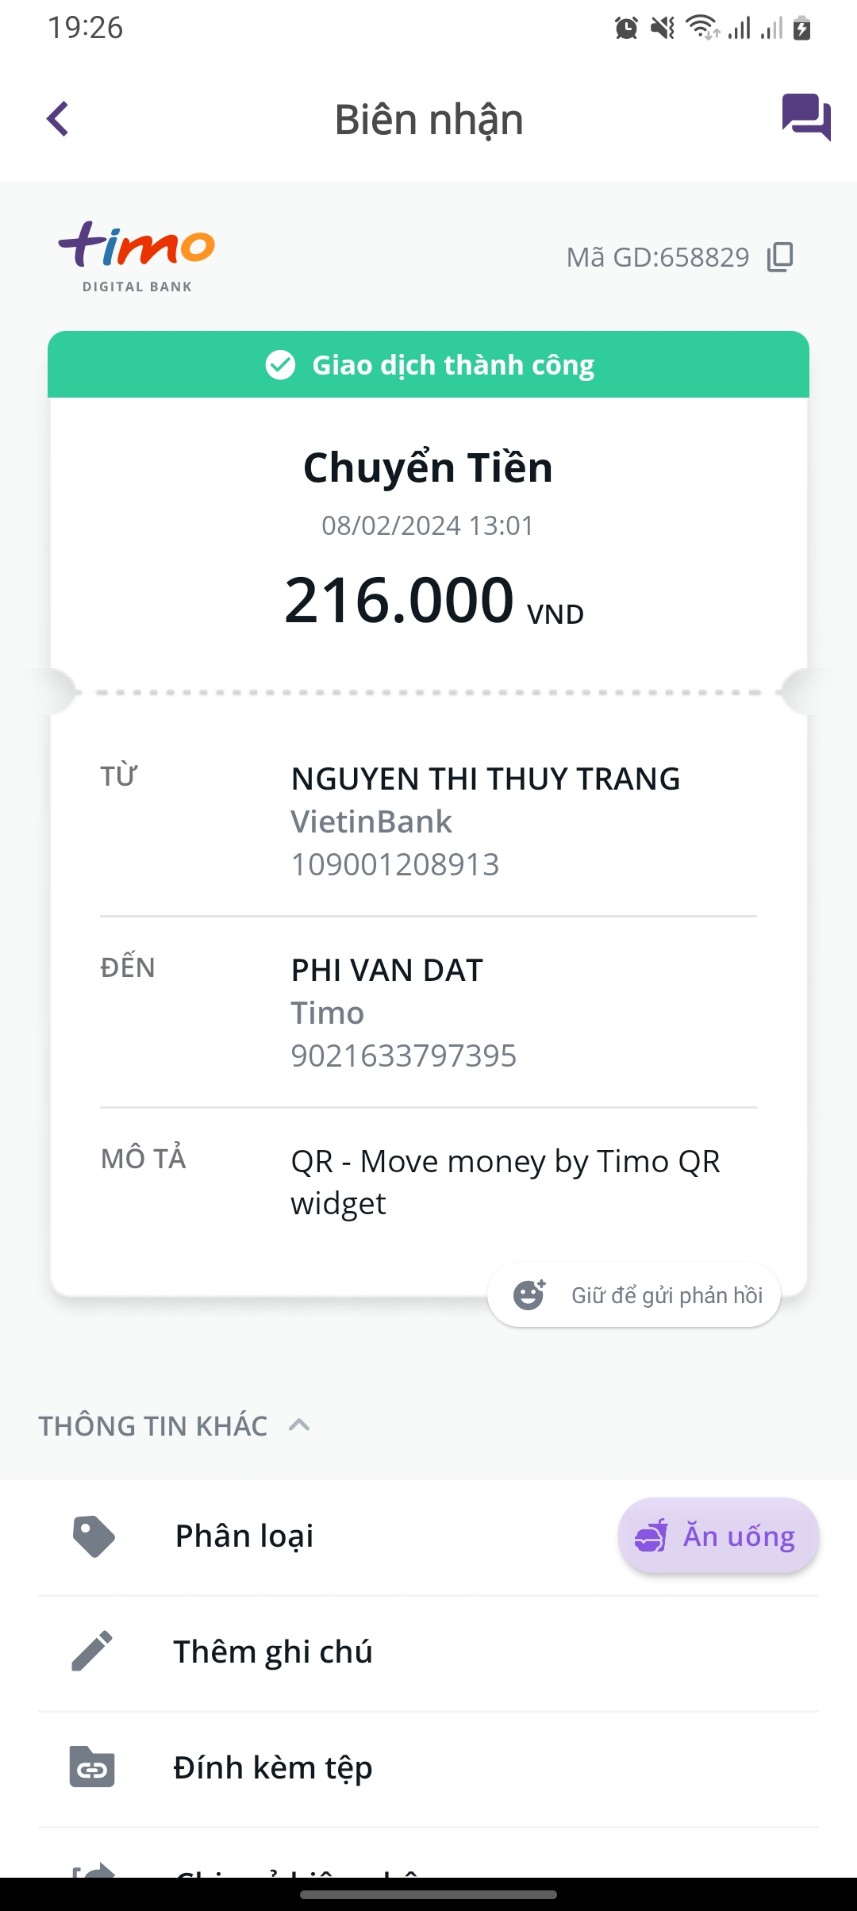 19:26
Biên nhận
timo
DIGITAL BANK
Mã GD:658829
Giao dịch thành công
Chuyển Tiền
08/02/2024 13:01
216.000 VND
TỪ
NGUYEN THI THUY TRANG
VietinBank
109001208913
ĐẾN
PHI VAN DAT
Timo
9021633797395
MÔ TẢ
QR - Move money by Timo QR
widget
Giữ để gửi phản hồi
THÔNG TIN KHÁC
Phân loại
Ăn uống
Thêm ghi chú
Đính kèm tệp